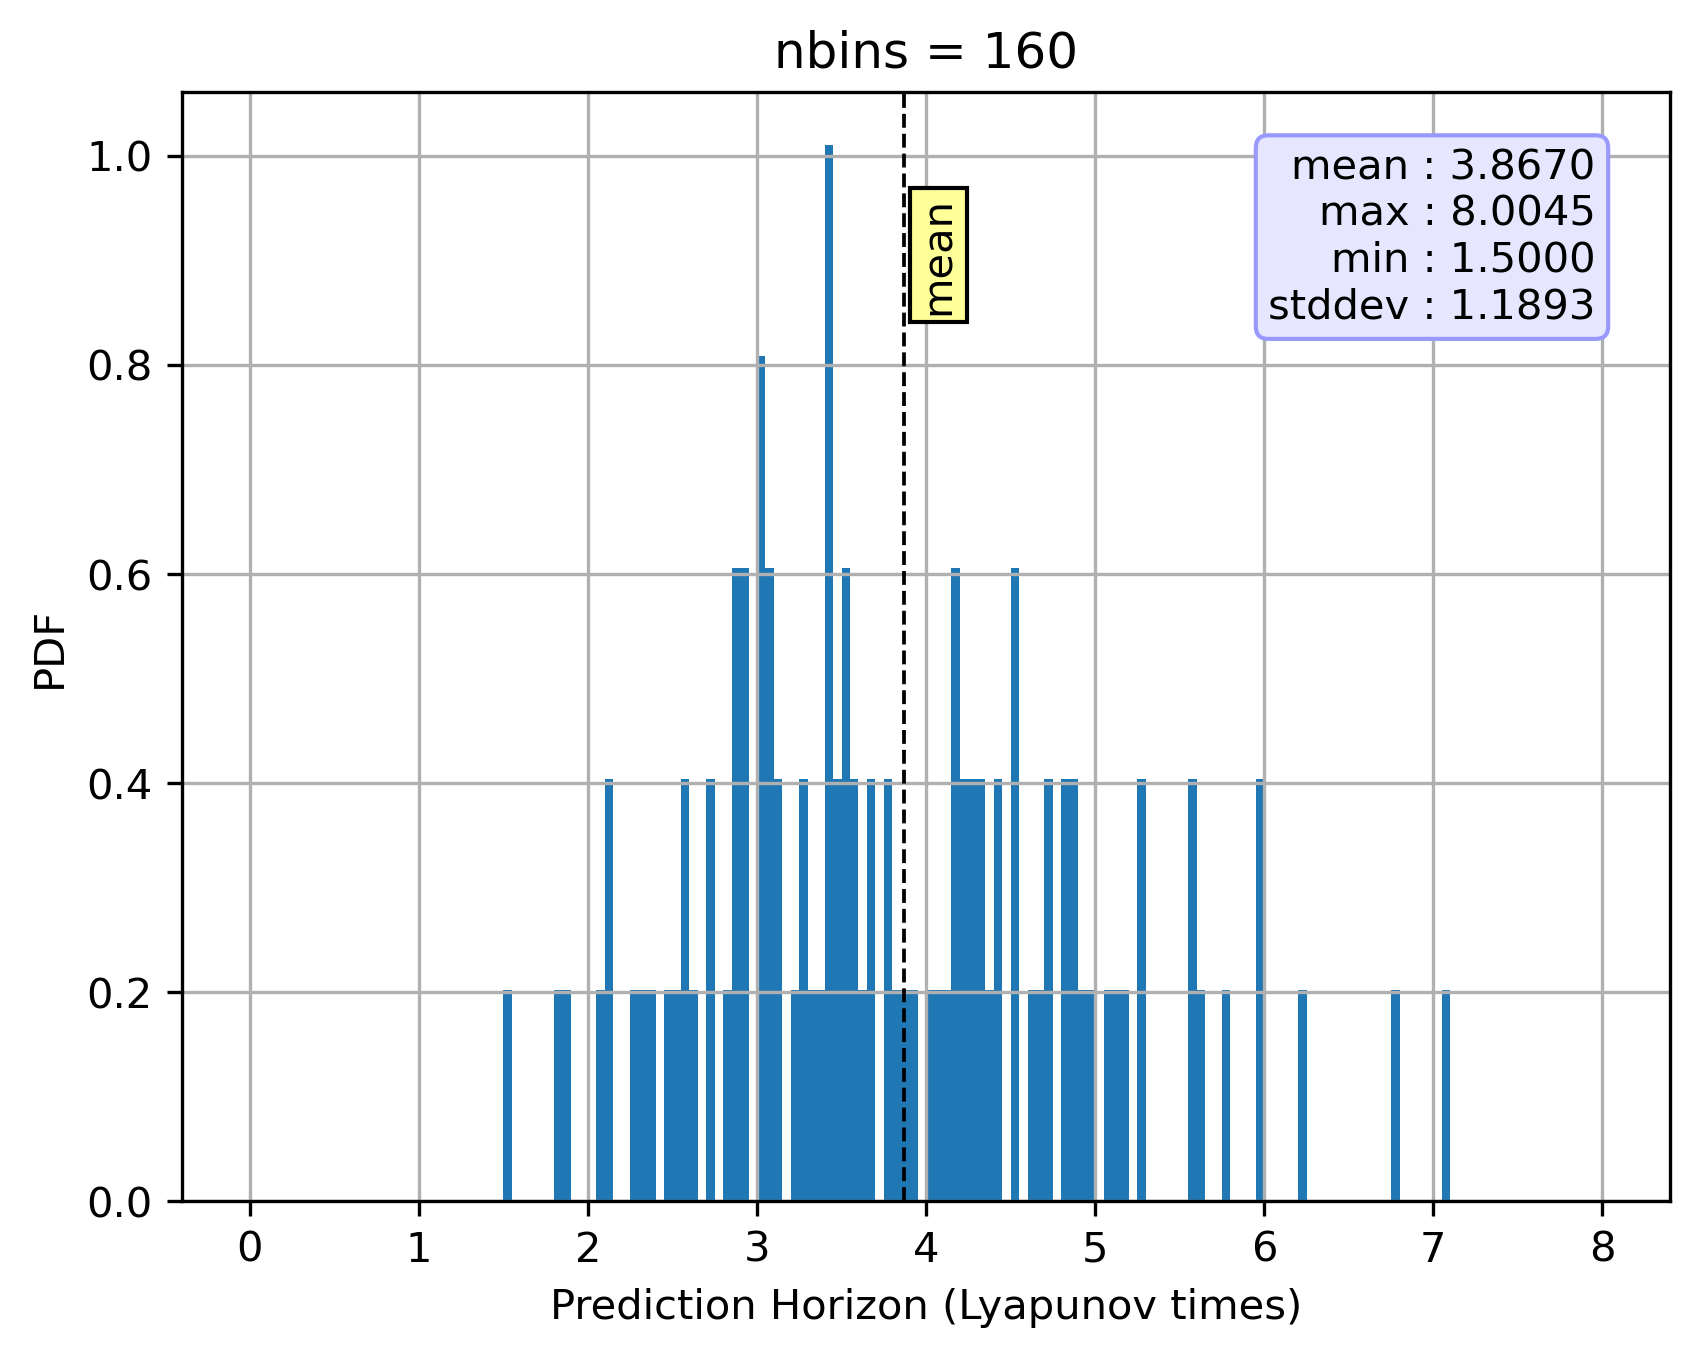 nbins = 160
1.0
0.8
0.6
0.4
0.2
0.0
PDF
mean
mean : 3.8670
max : 8.0045
min : 1.5000
stddev : 1.1893
0 1 2 3 4 5 6 7 8
Prediction Horizon (Lyapunov times)